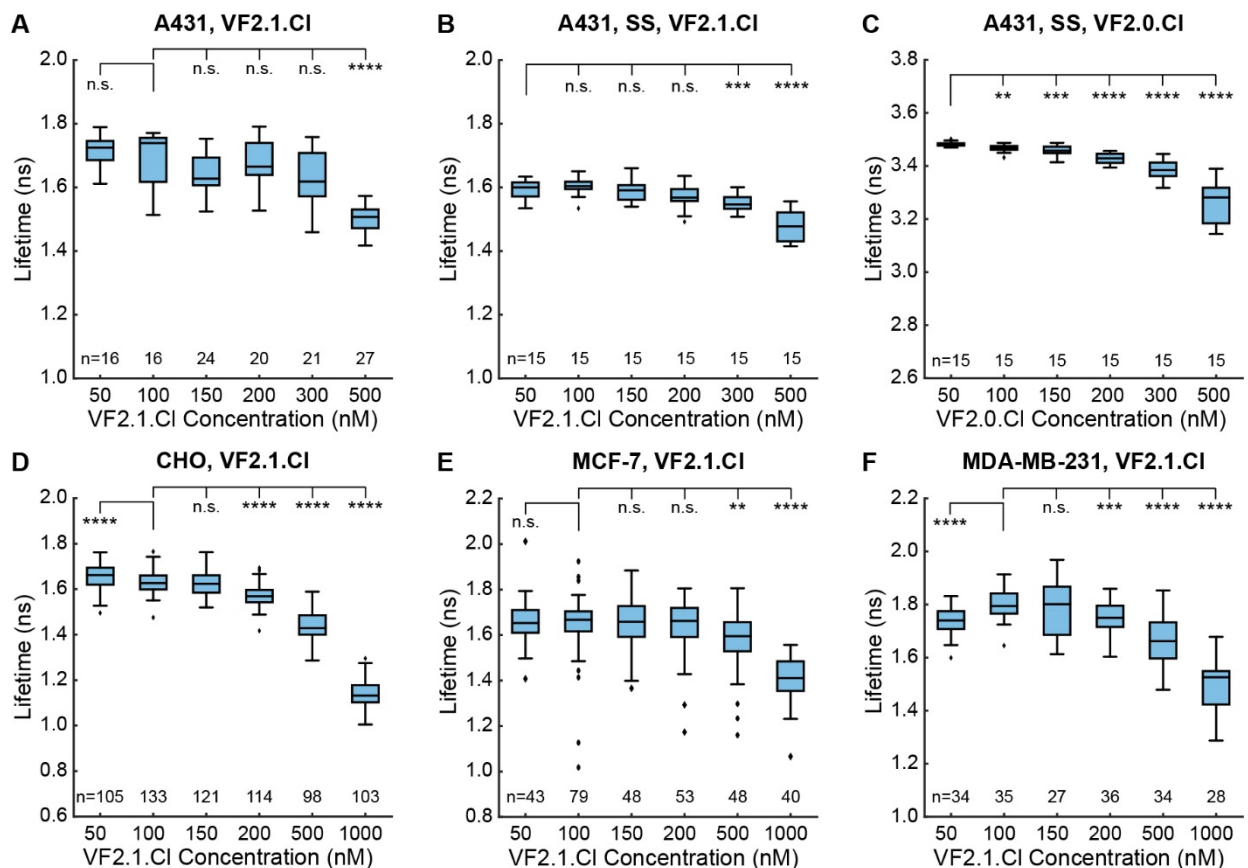 A
A431, VF2.1.Cl
2.0
1.8
1.6
1.4
1.2
1.0
Lifetime (ns)
n.s. n.s. n.s. n.s. ****
n=16 16 24 20 21 27
50 100 150 200 300 500
VF2.1.Cl Concentration (nM)
B
A431, SS, VF2.1.Cl
2.0
1.8
1.6
1.4
1.2
1.0
Lifetime (ns)
n.s. n.s. n.s. *** ****
n=15 15 15 15 15 15
50 100 150 200 300 500
VF2.1.Cl Concentration (nM)
C
A431, SS, VF2.0.Cl
3.8
3.6
3.4
3.2
3.0
2.8
2.6
Lifetime (ns)
** *** **** **** ****
n=15 15 15 15 15 15
50 100 150 200 300 500
VF2.0.Cl Concentration (nM)
D
CHO, VF2.1.Cl
2.0
1.8
1.6
1.4
1.2
1.0
0.8
0.6
Lifetime (ns)
**** n.s. **** **** ****
n=105 133 121 114 98 103
50 100 150 200 500 1000
VF2.1.Cl Concentration (nM)
E
MCF-7, VF2.1.Cl
2.2
2.0
1.8
1.6
1.4
1.2
1.0
0.8
Lifetime (ns)
n.s. n.s. n.s. ** ****
n=43 79 48 53 48 40
50 100 150 200 500 1000
VF2.1.Cl Concentration (nM)
F
MDA-MB-231, VF2.1.Cl
2.2
2.0
1.8
1.6
1.4
1.2
1.0
Lifetime (ns)
**** n.s. *** **** ****
n=34 35 27 36 34 28
50 100 150 200 500 1000
VF2.1.Cl Concentration (nM)